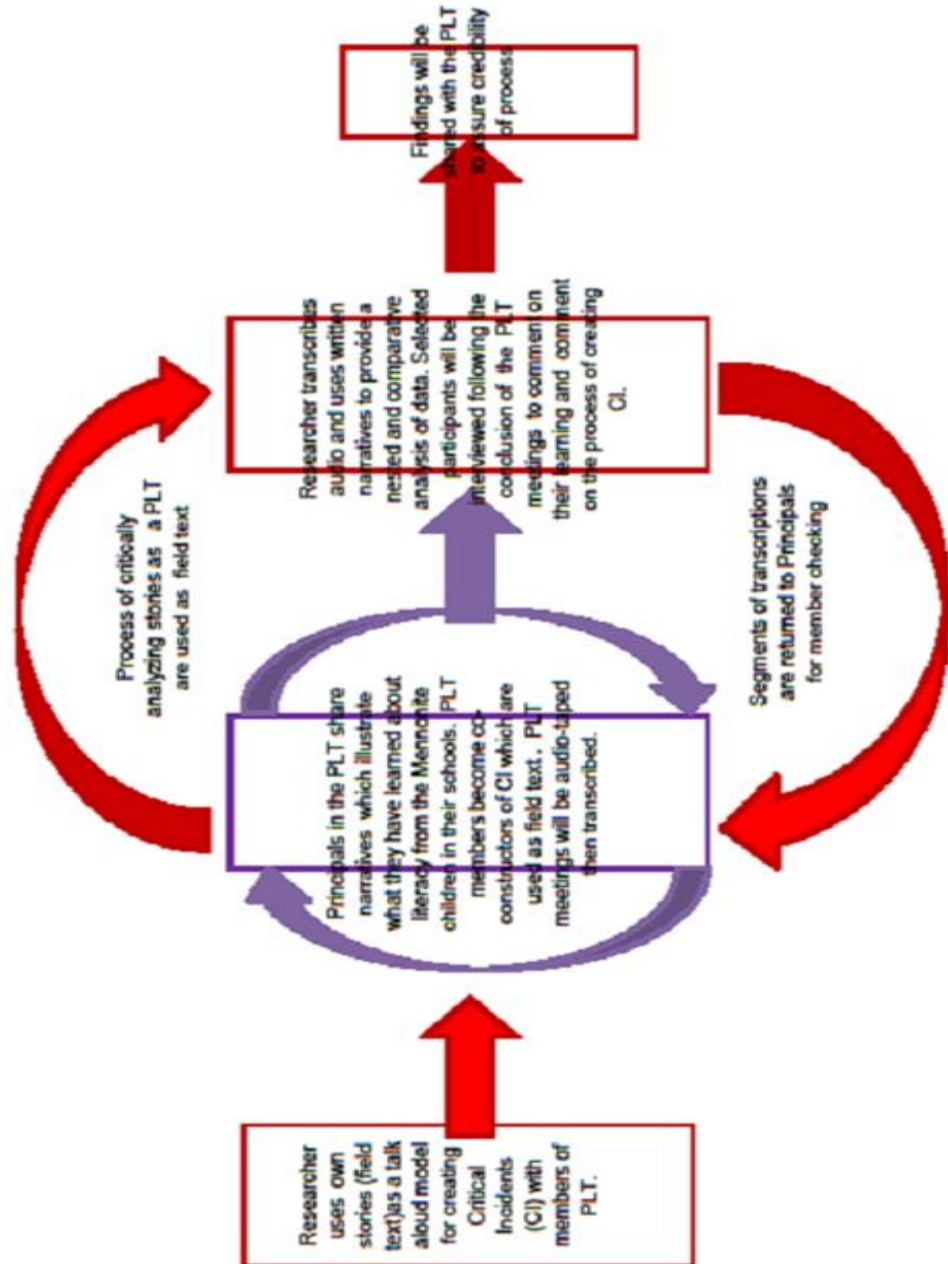 Researcher
uses own
stories (field
text)as a talk
aloud model
for creating
Critical
Incidents
(CI) with
members of
PLT.
Principals in the PLT share
narratives which illustrate
what they have learned about
literacy from the Mennonite
children in their schools. PLT
members become co-
constructors of CI which are
used as field text. PLT
meetings will be audio-taped
then transcribed.
Process of critically
analyzing stories as a PLT
are used as field text
Segments of transcriptions
are returned to Principals
for member checking
Researcher transcribes
audio and uses written
narratives to provide a
nested and comparative
analysis of data. Selected
participants will be
interviewed following the
conclusion of the PLT
meetings to comment on
their learning and comment
on the process of creating
CI.
Findings will be
shared with the PLT
to assure credibility
of process